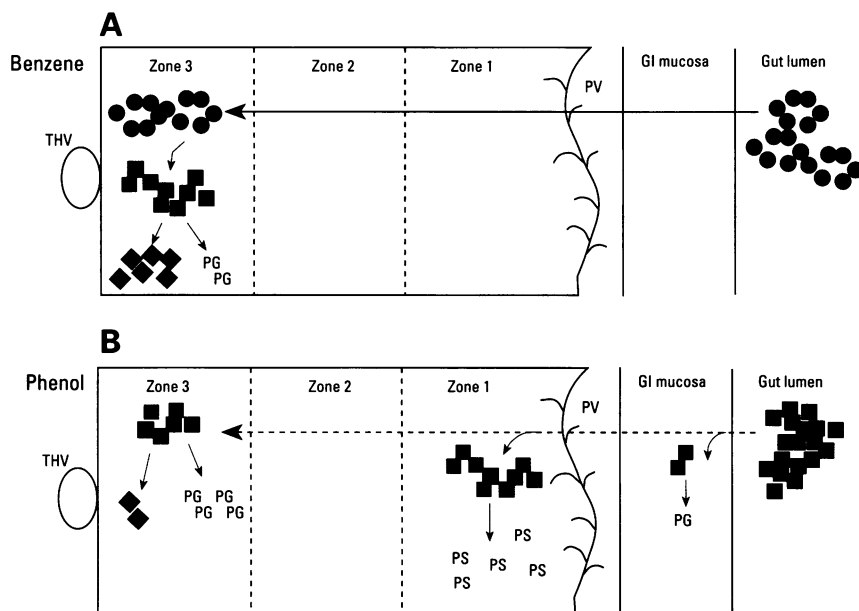 A
Benzene
Zone 3
Zone 2
Zone 1
GI mucosa
Gut lumen
PV
THV
PG
PG
B
Phenol
Zone 3
Zone 2
Zone 1
GI mucosa
Gut lumen
PV
THV
PG PG
PG PG
PG
PS
PS PS PS
PS